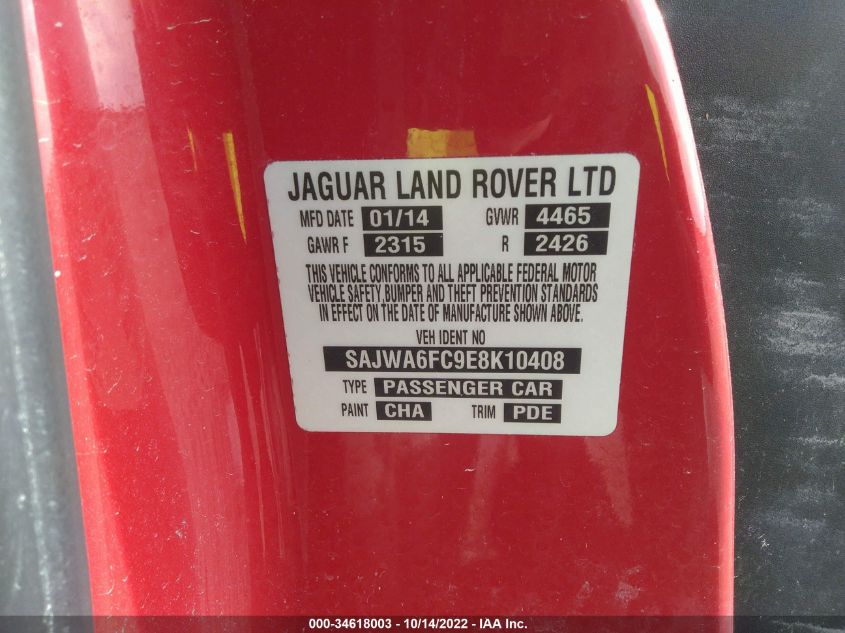 JAGUAR LAND ROVER LTD
MFD DATE 01/14 GVWR 4465
GAWR F 2315 R 2426
THIS VEHICLE CONFORMS TO ALL APPLICABLE FEDERAL MOTOR
VEHICLE SAFETY, BUMPER AND THEFT PREVENTION STANDARDS
IN EFFECT ON THE DATE OF MANUFACTURE SHOWN ABOVE.
VEH IDENT NO
SAJWA6FC9E8K10408
TYPE PASSENGER CAR
PAINT CHA TRIM PDE
000-34618003 - 10/14/2022 - IAA Inc.